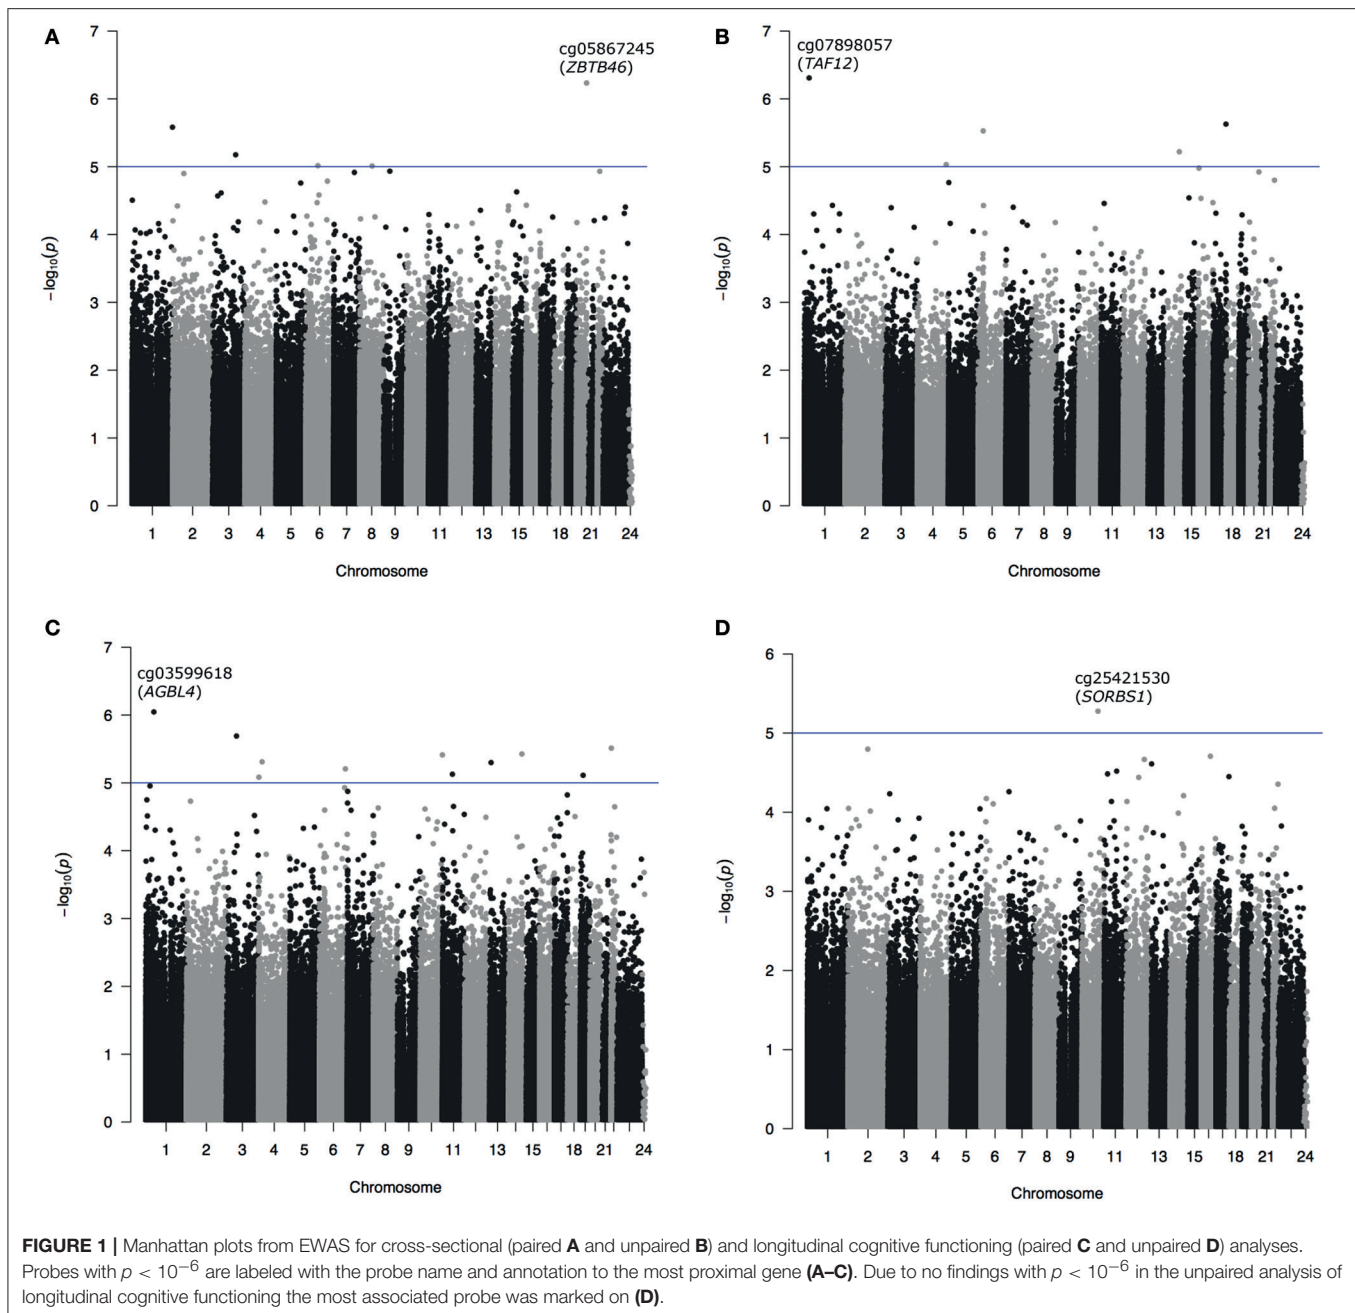 A
7
6
5
4
3
2
1
0
−log10(p)
cg05867245
(ZBTB46)
1 2 3 4 5 6 7 8 9 11 13 15 18 21 24
Chromosome
B
7
6
5
4
3
2
1
0
−log10(p)
cg07898057
(TAF12)
1 2 3 4 5 6 7 8 9 11 13 15 18 21 24
Chromosome
C
7
6
5
4
3
2
1
0
−log10(p)
cg03599618
(AGBL4)
1 2 3 4 5 6 7 8 9 11 13 15 18 21 24
Chromosome
D
6
5
4
3
2
1
0
−log10(p)
cg25421530
(SORBS1)
1 2 3 4 5 6 7 8 9 11 13 15 18 21 24
Chromosome
FIGURE 1 | Manhattan plots from EWAS for cross-sectional (paired A and unpaired B) and longitudinal cognitive functioning (paired C and unpaired D) analyses.
Probes with p < 10−6 are labeled with the probe name and annotation to the most proximal gene (A–C). Due to no findings with p < 10−6 in the unpaired analysis of
longitudinal cognitive functioning the most associated probe was marked on (D).